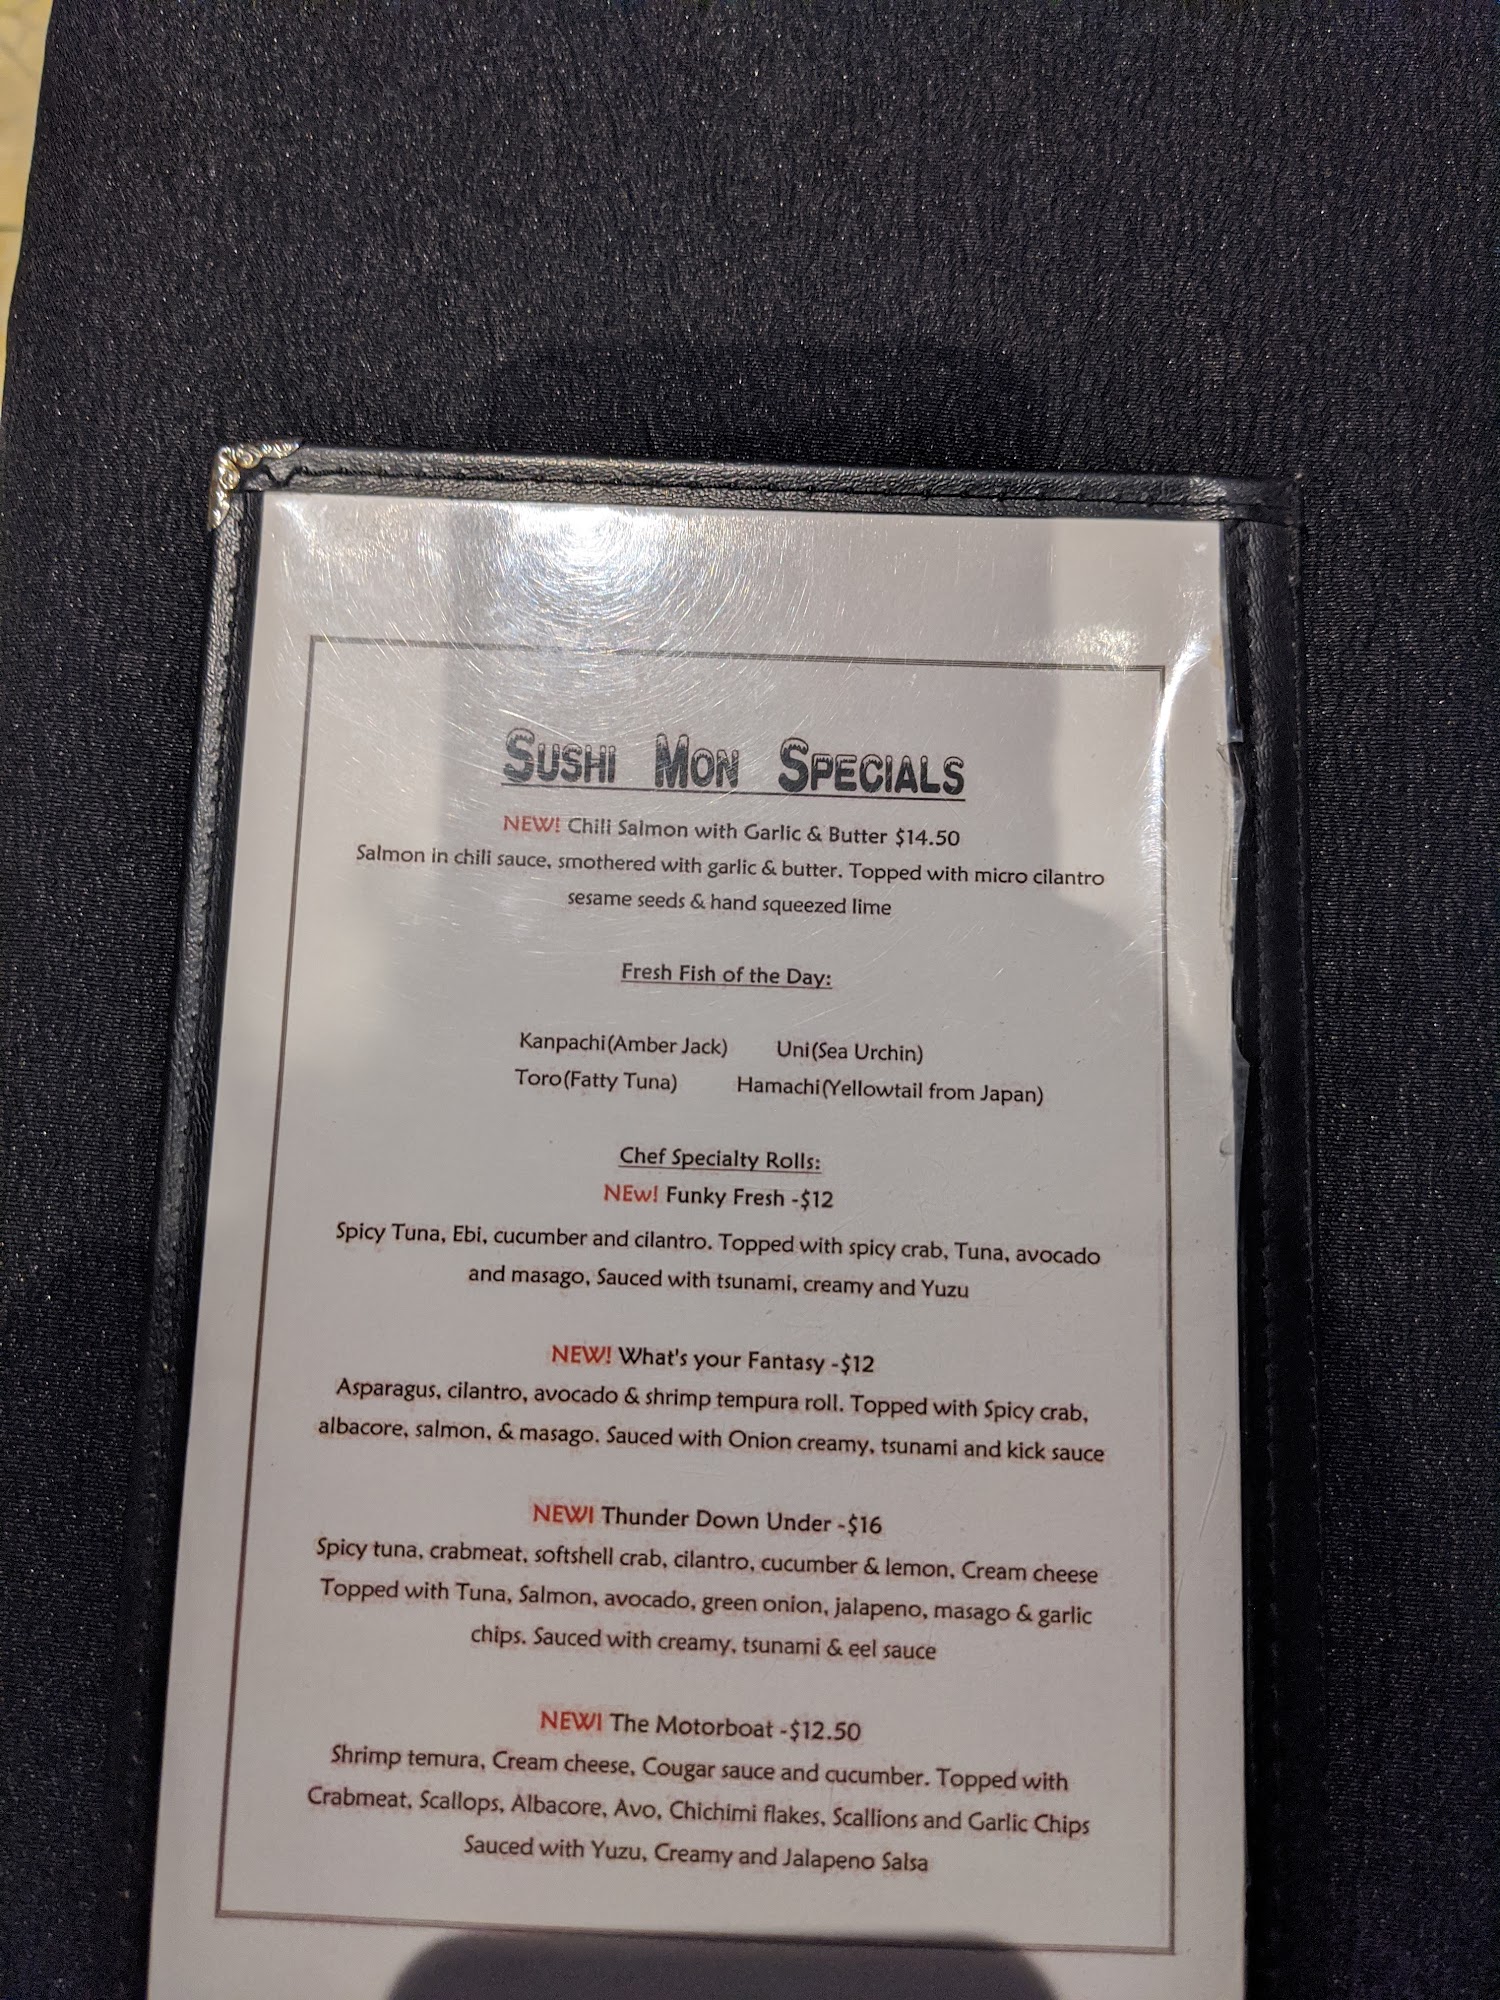 Sushi Mon Specials
NEW! Chili Salmon with Garlic & Butter $14.50
Salmon in chili sauce, smothered with garlic & butter. Topped with micro cilantro
sesame seeds & hand squeezed lime
Fresh Fish of the Day:
Kanpachi(Amber Jack) Uni(Sea Urchin)
Toro(Fatty Tuna) Hamachi(Yellowtail from Japan)
Chef Specialty Rolls:
NEw! Funky Fresh -$12
Spicy Tuna, Ebi, cucumber and cilantro. Topped with spicy crab, Tuna, avocado
and masago, Sauced with tsunami, creamy and Yuzu
NEW! What's your Fantasy -$12
Asparagus, cilantro, avocado & shrimp tempura roll. Topped with Spicy crab,
albacore, salmon, & masago. Sauced with Onion creamy, tsunami and kick sauce
NEW! Thunder Down Under -$16
Spicy tuna, crabmeat, softshell crab, cilantro, cucumber & lemon, Cream cheese
Topped with Tuna, Salmon, avocado, green onion, jalapeno, masago & garlic
chips. Sauced with creamy, tsunami & eel sauce
NEW! The Motorboat -$12.50
Shrimp temura, Cream cheese, Cougar sauce and cucumber. Topped with
Crabmeat, Scallops, Albacore, Avo, Chichimi flakes, Scallions and Garlic Chips
Sauced with Yuzu, Creamy and Jalapeno Salsa